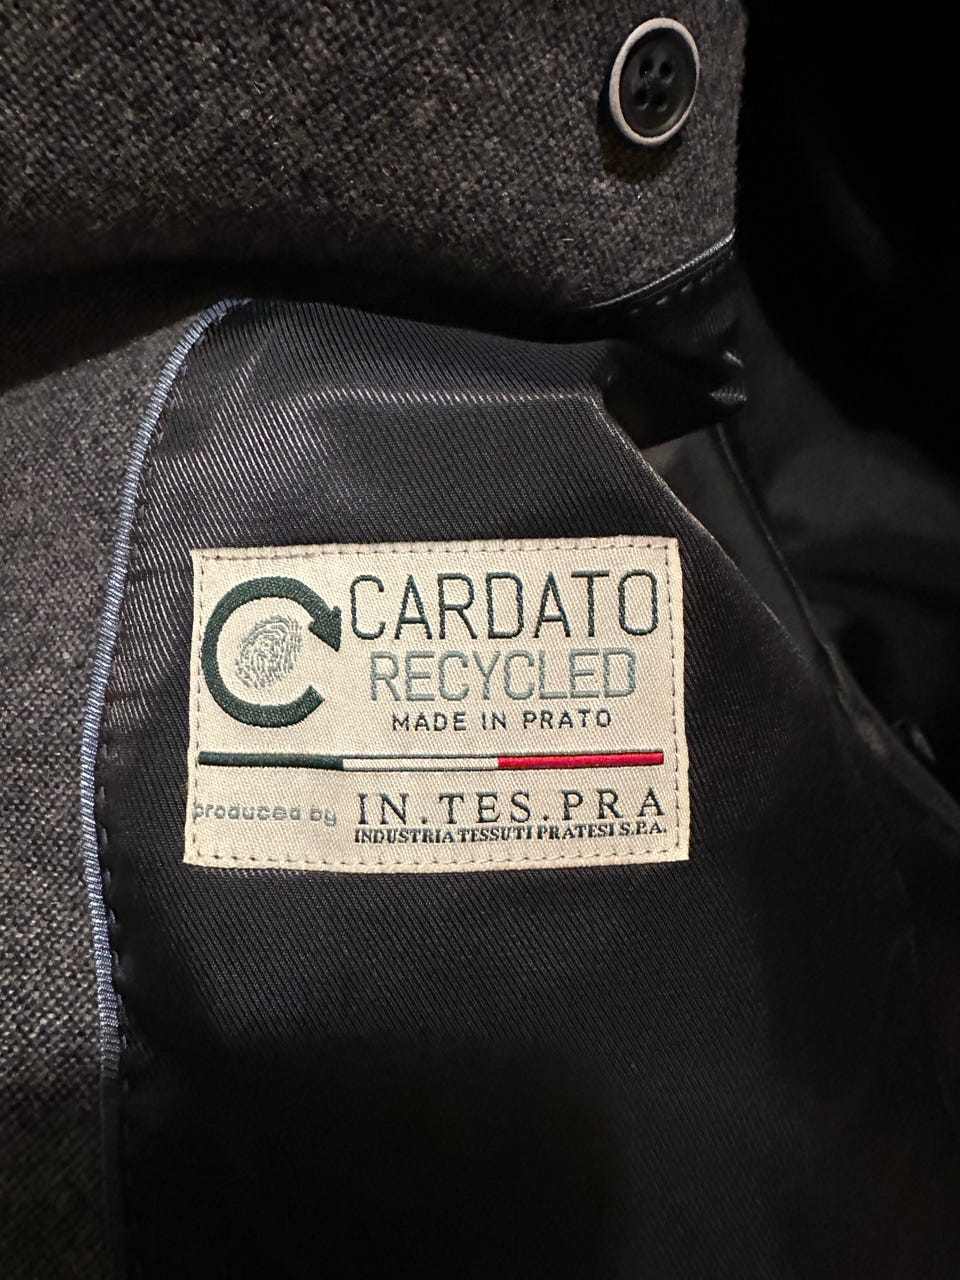 CARDATO
RECYCLED
MADE IN PRATO
produced by IN.TES.PRA
INDUSTRIA TESSUTI PRATESI S.P.A.